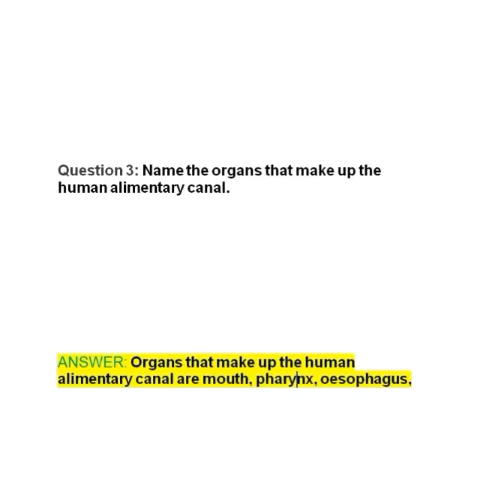 Question 3: Name the organs that make up the
human alimentary canal.
ANSWER: Organs that make up the human
alimentary canal are mouth, pharynx, oesophagus,